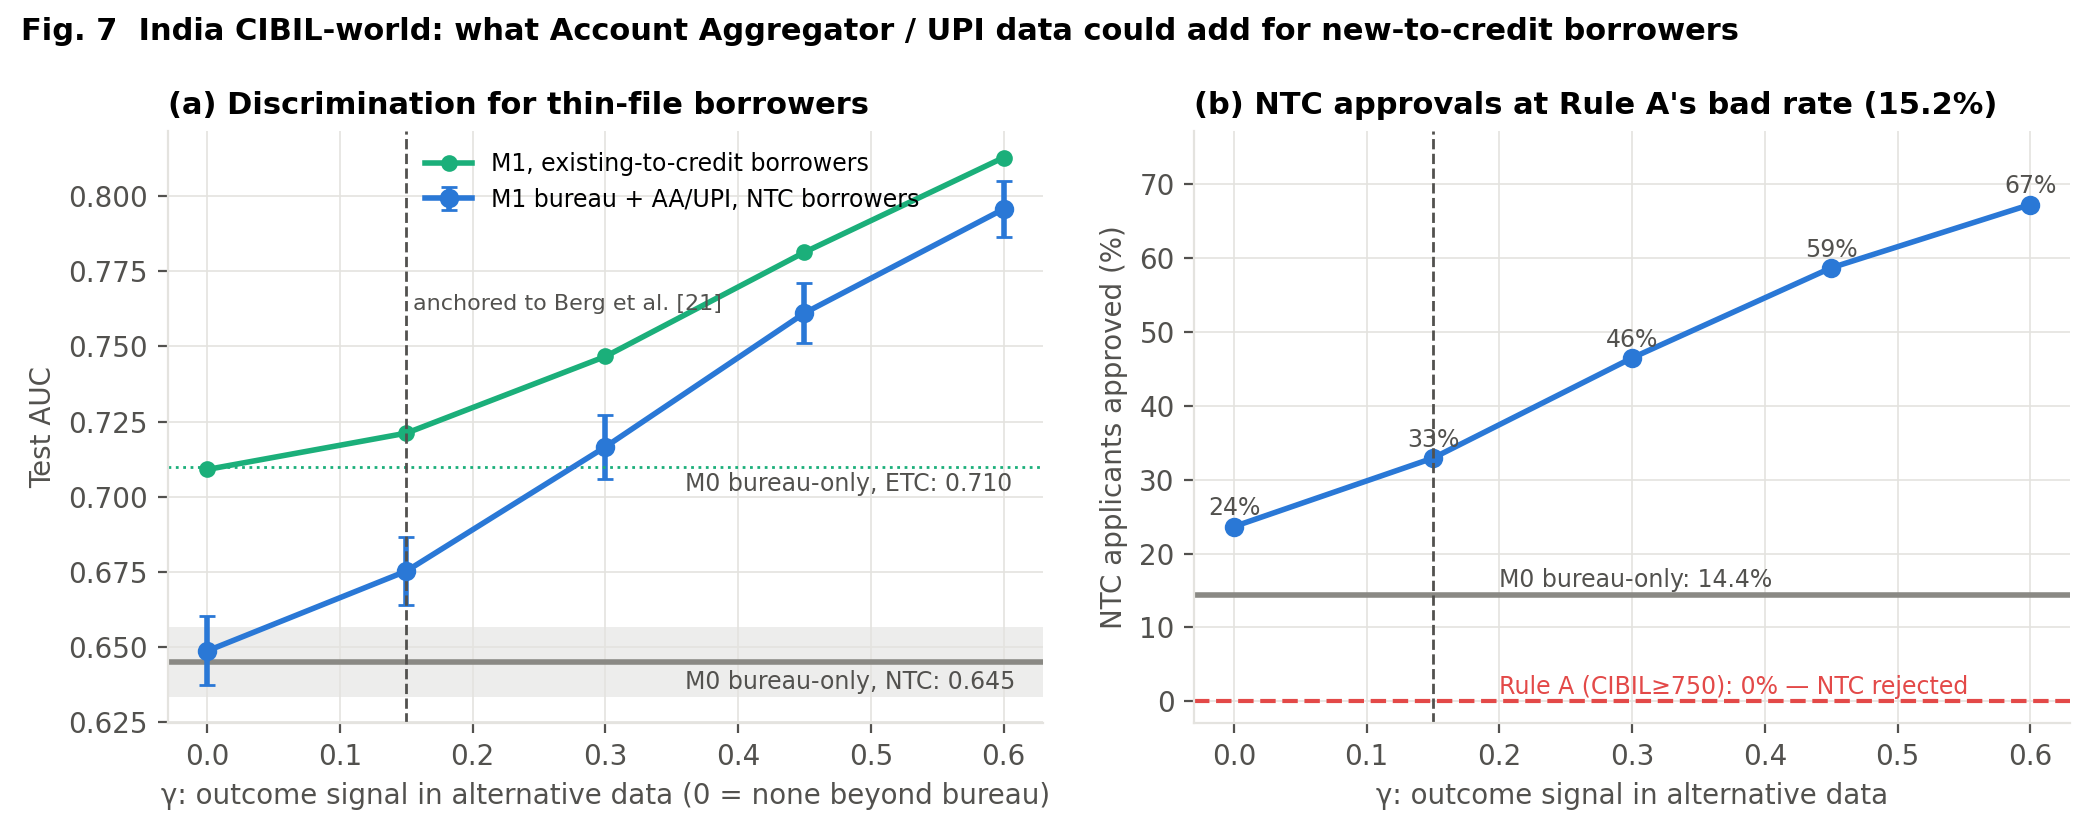 Fig. 7  India CIBIL-world: what Account Aggregator / UPI data could add for new-to-credit borrowers
(a) Discrimination for thin-file borrowers
M1, existing-to-credit borrowers
M1 bureau + AA/UPI, NTC borrowers
anchored to Berg et al. [21]
M0 bureau-only, ETC: 0.710
M0 bureau-only, NTC: 0.645
Test AUC
0.800
0.775
0.750
0.725
0.700
0.675
0.650
0.625
0.0 0.1 0.2 0.3 0.4 0.5 0.6
γ: outcome signal in alternative data (0 = none beyond bureau)
(b) NTC approvals at Rule A's bad rate (15.2%)
NTC applicants approved (%)
70
60
50
40
30
20
10
0
67%
59%
46%
33%
24%
M0 bureau-only: 14.4%
Rule A (CIBIL≥750): 0% — NTC rejected
0.0 0.1 0.2 0.3 0.4 0.5 0.6
γ: outcome signal in alternative data